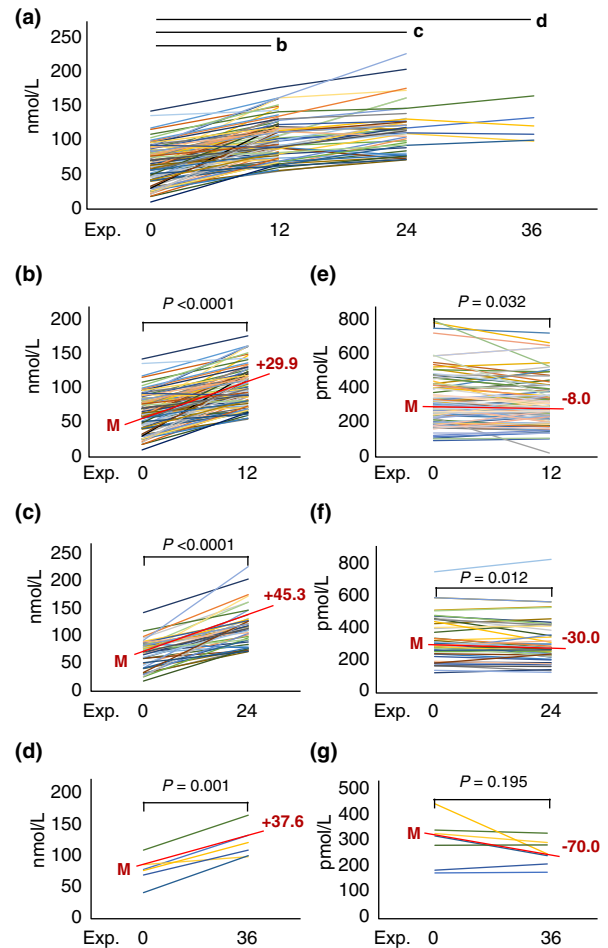 (a)
250
200
150
100
50
0
nmol/L
b
c
d
Exp. 0 12 24 36
(b)
200
150
100
50
0
nmol/L
P <0.0001
+29.9
M
Exp. 0 12
(e)
800
600
400
300
200
0
pmol/L
P = 0.032
-8.0
M
Exp. 0 12
(c)
250
200
150
100
50
0
nmol/L
P <0.0001
+45.3
M
Exp. 0 24
(f)
800
600
400
300
200
0
pmol/L
P = 0.012
-30.0
M
Exp. 0 24
(d)
200
150
100
50
0
nmol/L
P = 0.001
+37.6
M
Exp. 0 36
(g)
500
400
300
300
200
100
0
pmol/L
P = 0.195
-70.0
M
Exp. 0 36